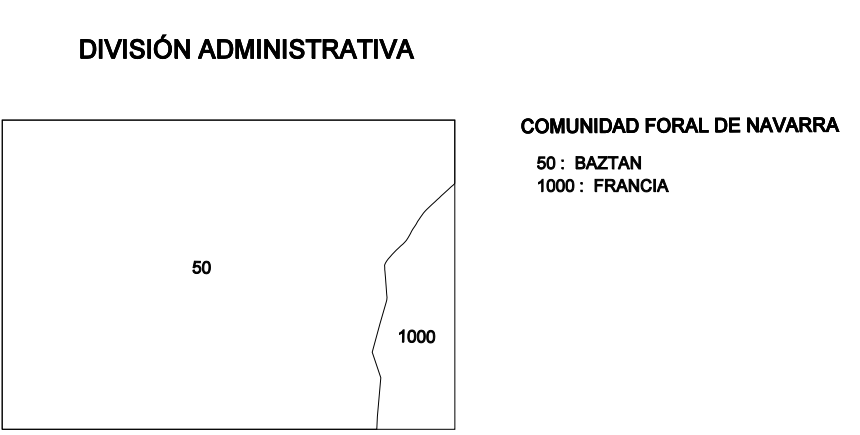 DIVISIÓN ADMINISTRATIVA
COMUNIDAD FORAL DE NAVARRA
50 : BAZTAN
1000 : FRANCIA
50
1000